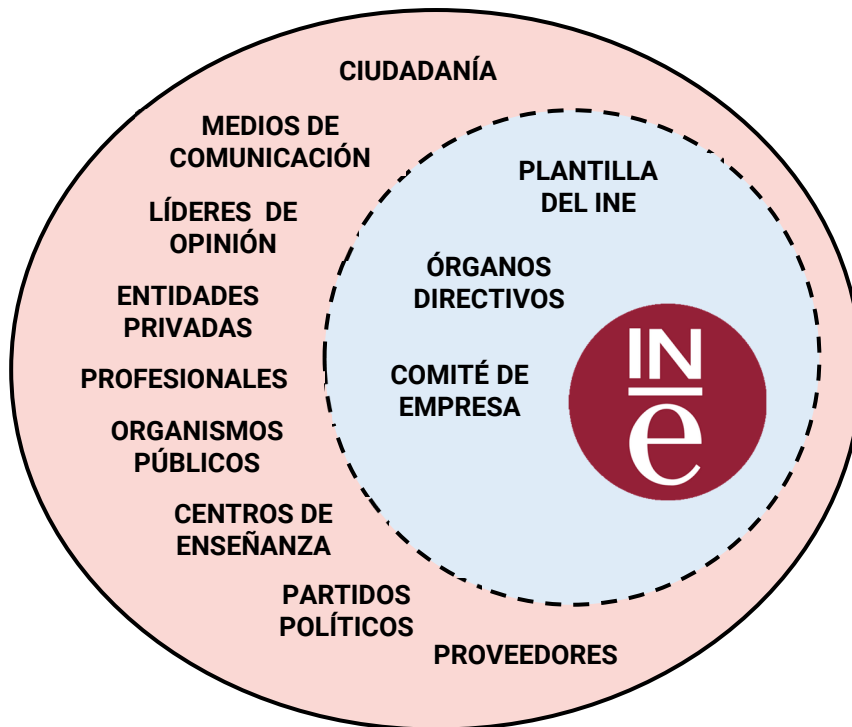 CIUDADANÍA
MEDIOS DE
COMUNICACIÓN
LÍDERES DE
OPINIÓN
ENTIDADES
PRIVADAS
PROFESIONALES
ORGANISMOS
PÚBLICOS
CENTROS DE
ENSEÑANZA
PARTIDOS
POLÍTICOS
PROVEEDORES
PLANTILLA
DEL INE
ÓRGANOS
DIRECTIVOS
COMITÉ DE
EMPRESA
IN
e